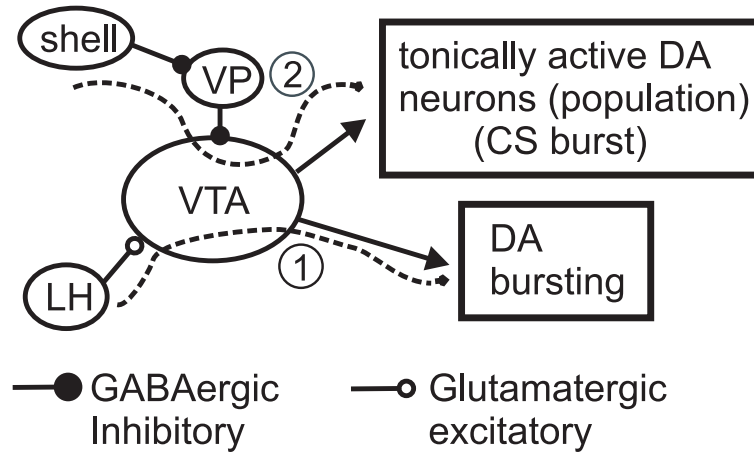 shell
VP
2
tonically active DA
neurons (population)
(CS burst)
VTA
1
DA
bursting
LH
GABAergic
Inhibitory
Glutamatergic
excitatory